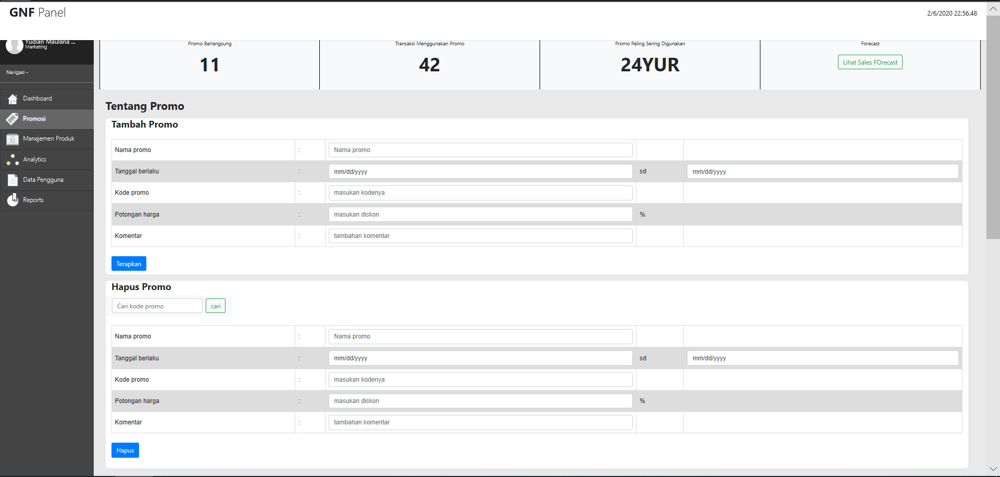 GNF Panel
2/6/2020 22.56.48
Yudian Maulana ...
Marketing
Navigasi -
Dashboard
Promosi
Manajemen Produk
Analytics
Data Pengguna
Reports
Promo Berlangsung
11
Transaksi Menggunakan Promo
42
Promo Paling Sering Digunakan
24YUR
Forecast
Lihat Sales FOrecast
Tentang Promo
Tambah Promo
Nama promo : Nama promo
Tanggal berlaku : mm/dd/yyyy sd mm/dd/yyyy
Kode promo : masukan kodenya
Potongan harga : masukan diskon %
Komentar : tambahan komentar
Terapkan
Hapus Promo
Cari kode promo cari
Nama promo : Nama promo
Tanggal berlaku : mm/dd/yyyy sd mm/dd/yyyy
Kode promo : masukan kodenya
Potongan harga : masukan diskon %
Komentar : tambahan komentar
Hapus